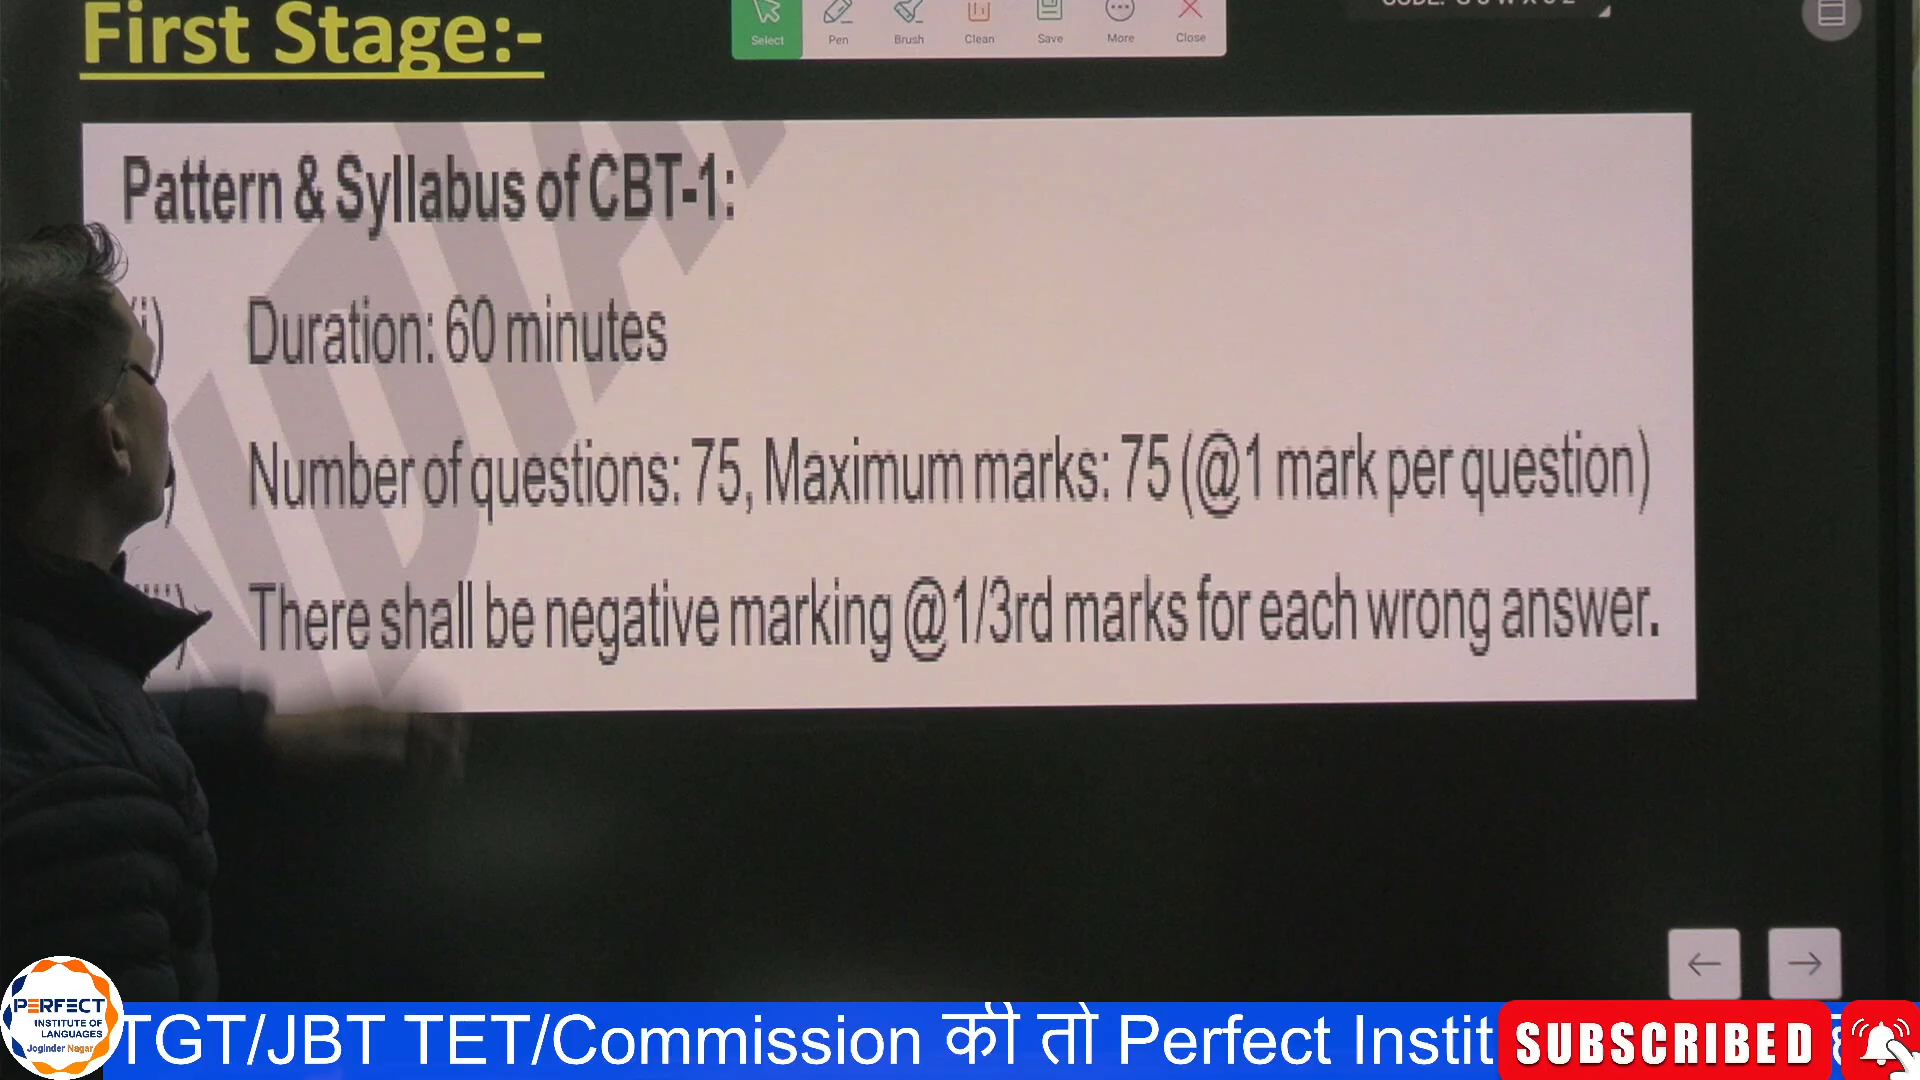 First Stage:-
Select Pen Brush Clean Save More Close
Pattern & Syllabus of CBT-1:
i) Duration: 60 minutes
) Number of questions: 75, Maximum marks: 75 (@1 mark per question)
iii) There shall be negative marking @1/3rd marks for each wrong answer.
PERFECT
INSTITUTE OF
LANGUAGES
Joginder Nagar
TGT/JBT TET/Commission की तो Perfect Instit
SUBSCRIBED